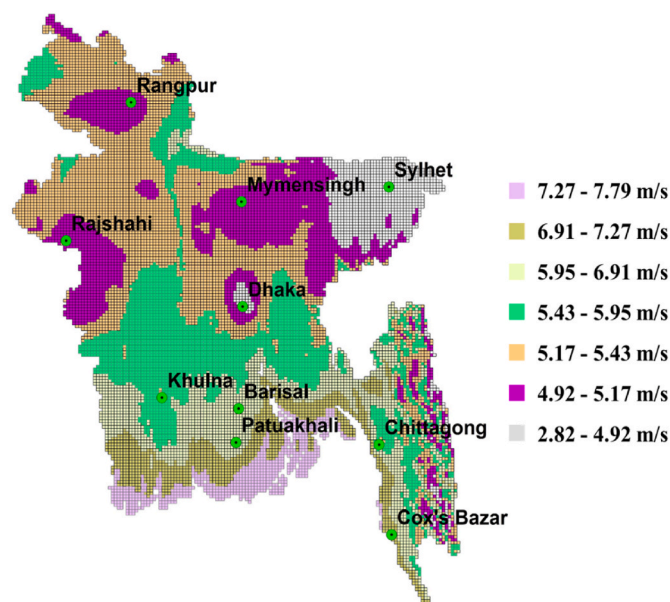 Rangpur
Sylhet
Mymensingh
Rajshahi
Dhaka
Khulna
Barisal
Patuakhali
Chittagong
Cox's Bazar
7.27 - 7.79 m/s
6.91 - 7.27 m/s
5.95 - 6.91 m/s
5.43 - 5.95 m/s
5.17 - 5.43 m/s
4.92 - 5.17 m/s
2.82 - 4.92 m/s